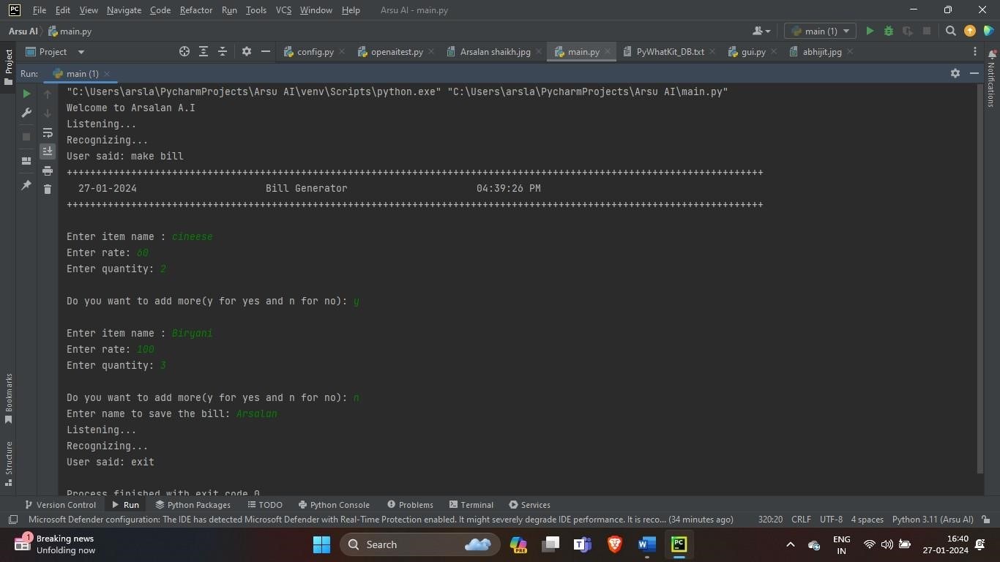 PC File Edit View Navigate Code Refactor Run Tools VCS Window Help Arsu AI - main.py
Arsu AI main.py main (1)
Project Project config.py openaitest.py Arsalan shaikh.jpg main.py PyWhatKit_DB.txt gui.py abhijit.jpg
Notifications
Run: main (1)
"C:\Users\arsla\PycharmProjects\Arsu AI\venv\Scripts\python.exe" "C:\Users\arsla\PycharmProjects\Arsu AI\main.py"
Welcome to Arsalan A.I
Listening...
Recognizing...
User said: make bill
+++++++++++++++++++++++++++++++++++++++++++++++++++++++++++++++++++++++++++++++++++++++++++++++++++++++++++++++++++++++
27-01-2024 Bill Generator 04:39:26 PM
+++++++++++++++++++++++++++++++++++++++++++++++++++++++++++++++++++++++++++++++++++++++++++++++++++++++++++++++++++++++
Enter item name : cineese
Enter rate: 60
Enter quantity: 2
Do you want to add more(y for yes and n for no): y
Enter item name : Biryani
Enter rate: 100
Enter quantity: 3
Do you want to add more(y for yes and n for no): n
Enter name to save the bill: Arsalan
Listening...
Recognizing...
User said: exit
Process finished with exit code 0
Bookmarks
Structure
Version Control Run Python Packages TODO Python Console Problems Terminal Services
Microsoft Defender configuration: The IDE has detected Microsoft Defender with Real-Time Protection enabled. It might severely degrade IDE performance. It is reco... (34 minutes ago) 320:20 CRLF UTF-8 4 spaces Python 3.11 (Arsu AI)
1 Breaking news
Unfolding now
Search
PRE
PC
ENG
IN
16:40
27-01-2024